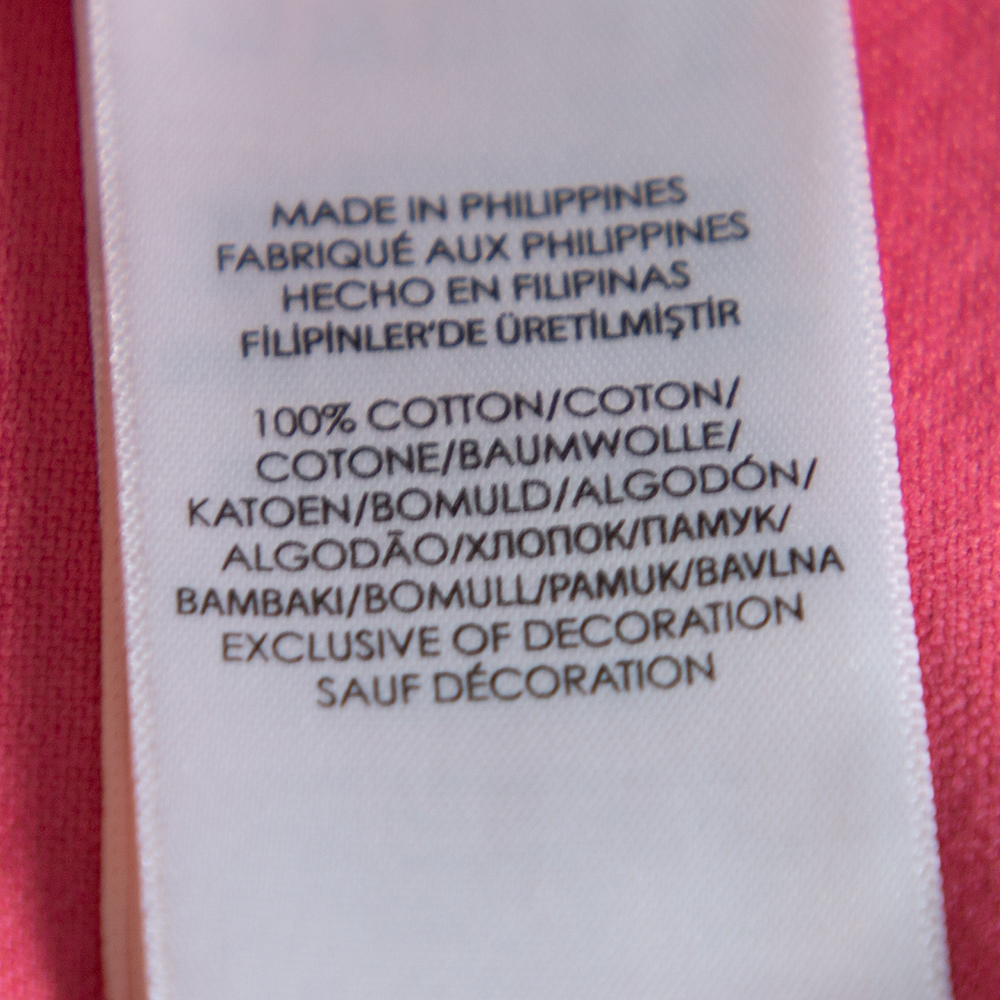 MADE IN PHILIPPINES
FABRIQUÉ AUX PHILIPPINES
HECHO EN FILIPINAS
FİLİPİNLER'DE ÜRETİLMİŞTİR
100% COTTON/COTON/
COTONE/BAUMWOLLE/
KATOEN/BOMULD/ALGODÓN/
ALGODÃO/ХЛОПОК/ПАМУК/
BAMBAKI/BOMULL/PAMUK/BAVLNA
EXCLUSIVE OF DECORATION
SAUF DÉCORATION